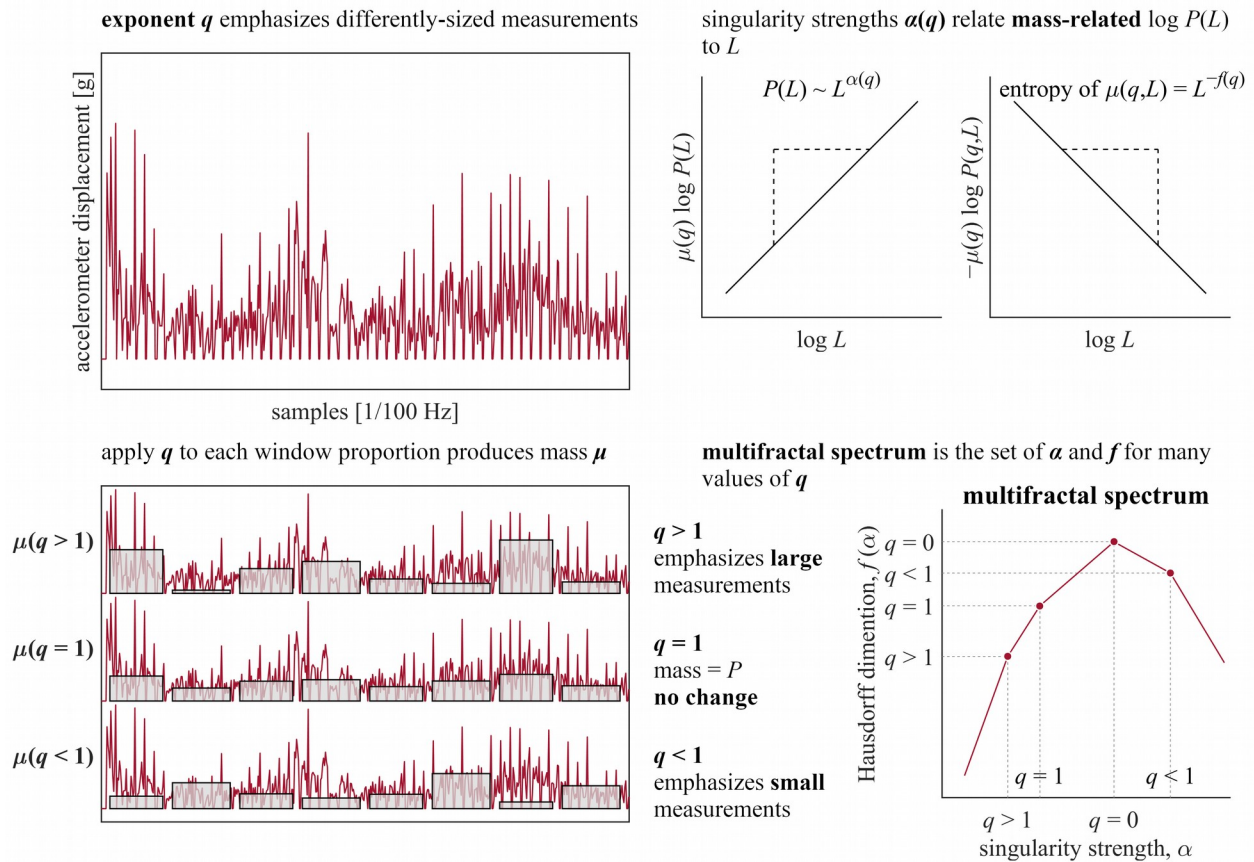 exponent q emphasizes differently-sized measurements
accelerometer displacement [g]
samples [1/100 Hz]
singularity strengths α(q) relate mass-related log P(L)
to L
P(L) ~ L^α(q)
μ(q) log P(L)
log L
entropy of μ(q,L) = L^−f(q)
−μ(q) log P(q,L)
log L
apply q to each window proportion produces mass μ
μ(q > 1)
q > 1
emphasizes large
measurements
μ(q = 1)
q = 1
mass = P
no change
μ(q < 1)
q < 1
emphasizes small
measurements
multifractal spectrum is the set of α and f for many
values of q
multifractal spectrum
Hausdorff dimention, f (α)
q = 0
q < 1
q = 1
q > 1
q = 1
q < 1
q > 1
q = 0
singularity strength, α